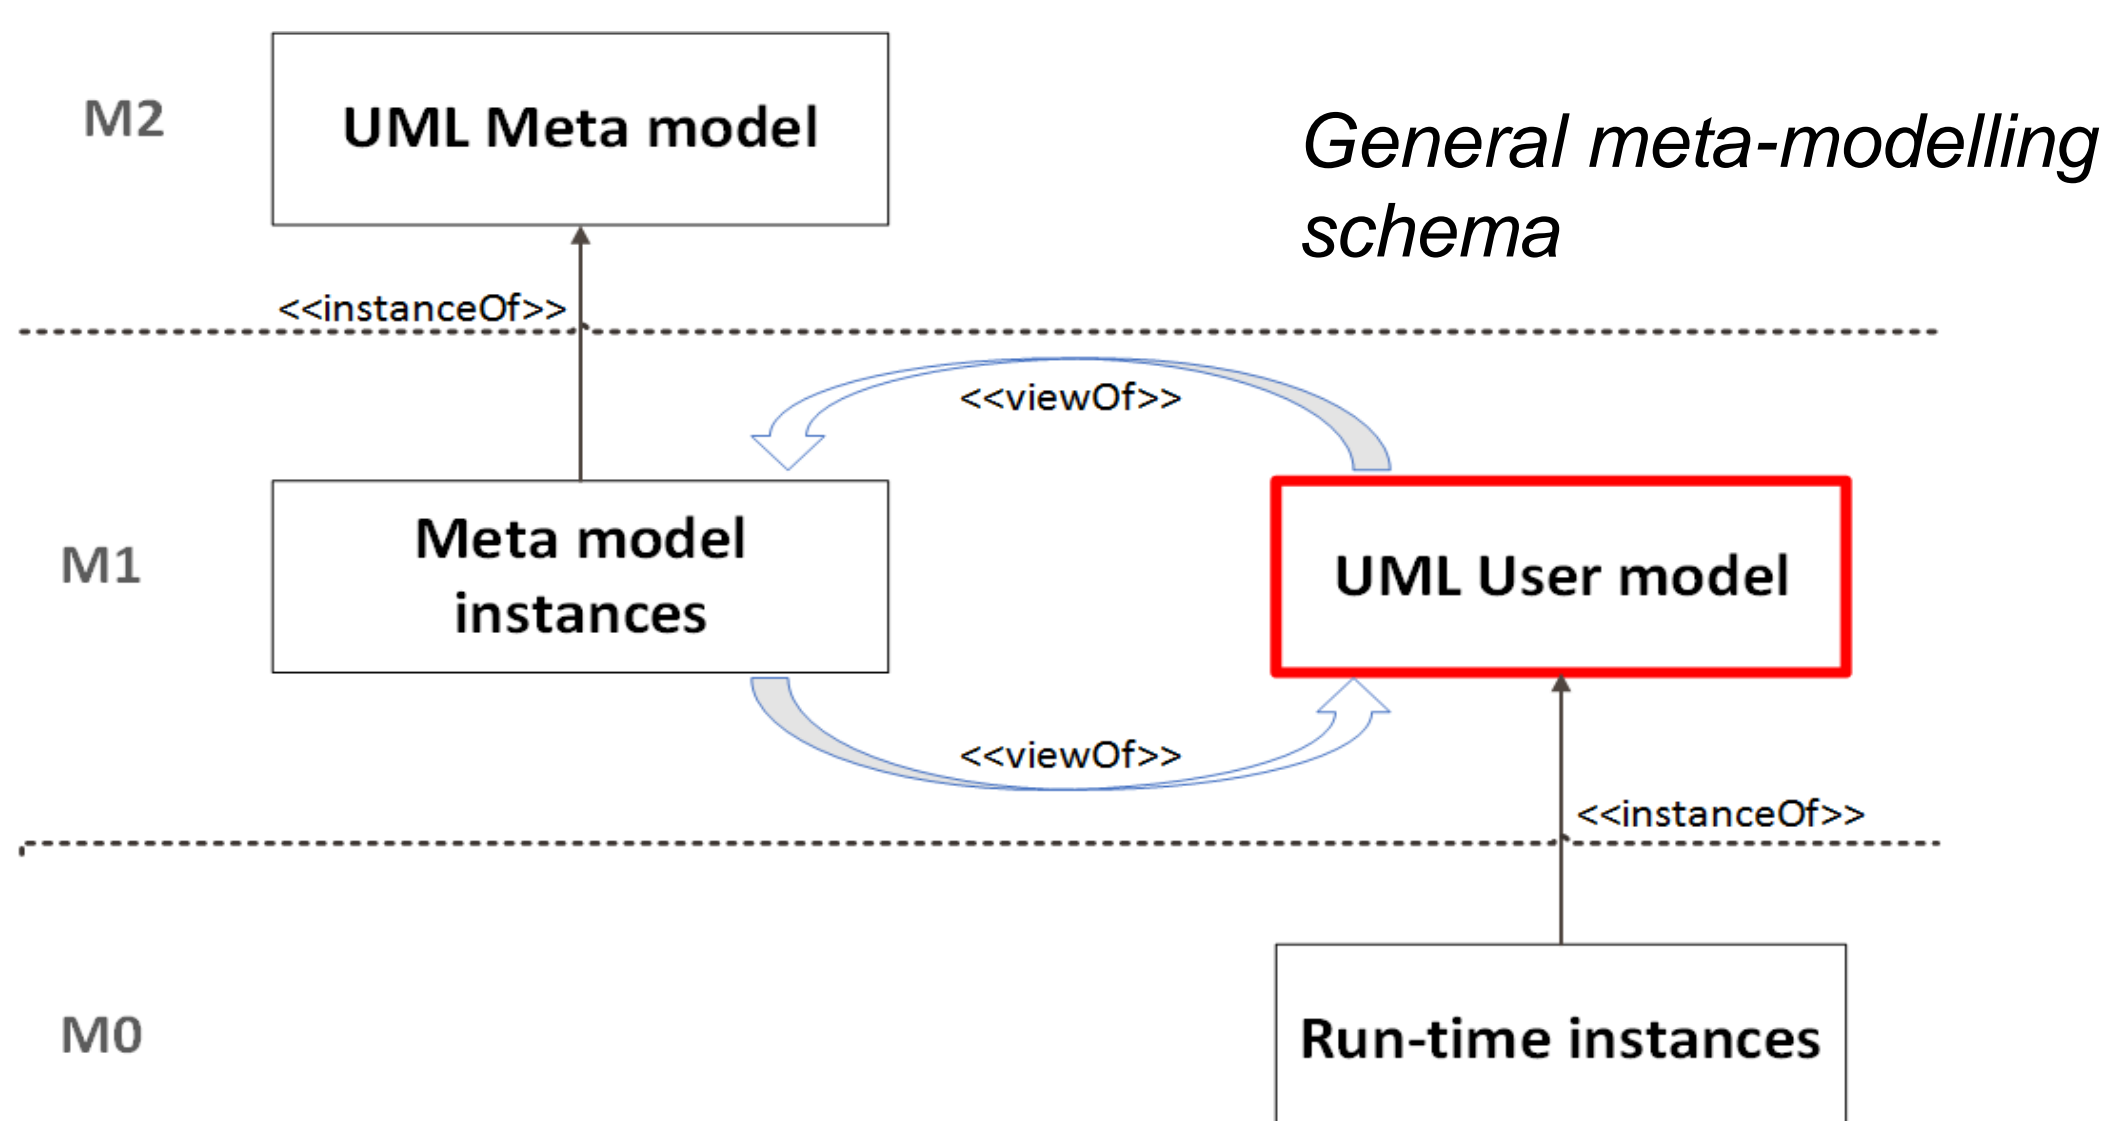 M2
UML Meta model
General meta-modelling
schema
<<instanceOf>>
<<viewOf>>
M1
Meta model
instances
UML User model
<<viewOf>>
<<instanceOf>>
M0
Run-time instances